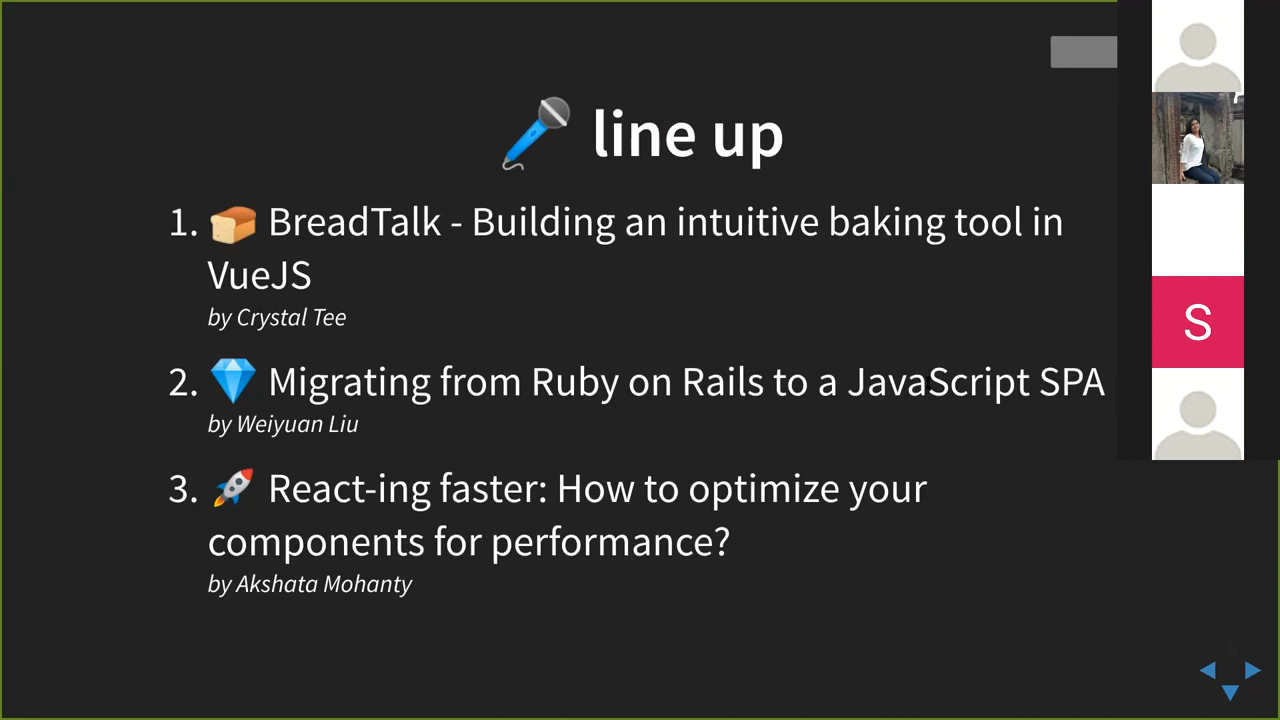 🎤 line up
1. 🍞 BreadTalk - Building an intuitive baking tool in
VueJS
by Crystal Tee
2. 💎 Migrating from Ruby on Rails to a JavaScript SPA
by Weiyuan Liu
3. 🚀 React-ing faster: How to optimize your
components for performance?
by Akshata Mohanty
S